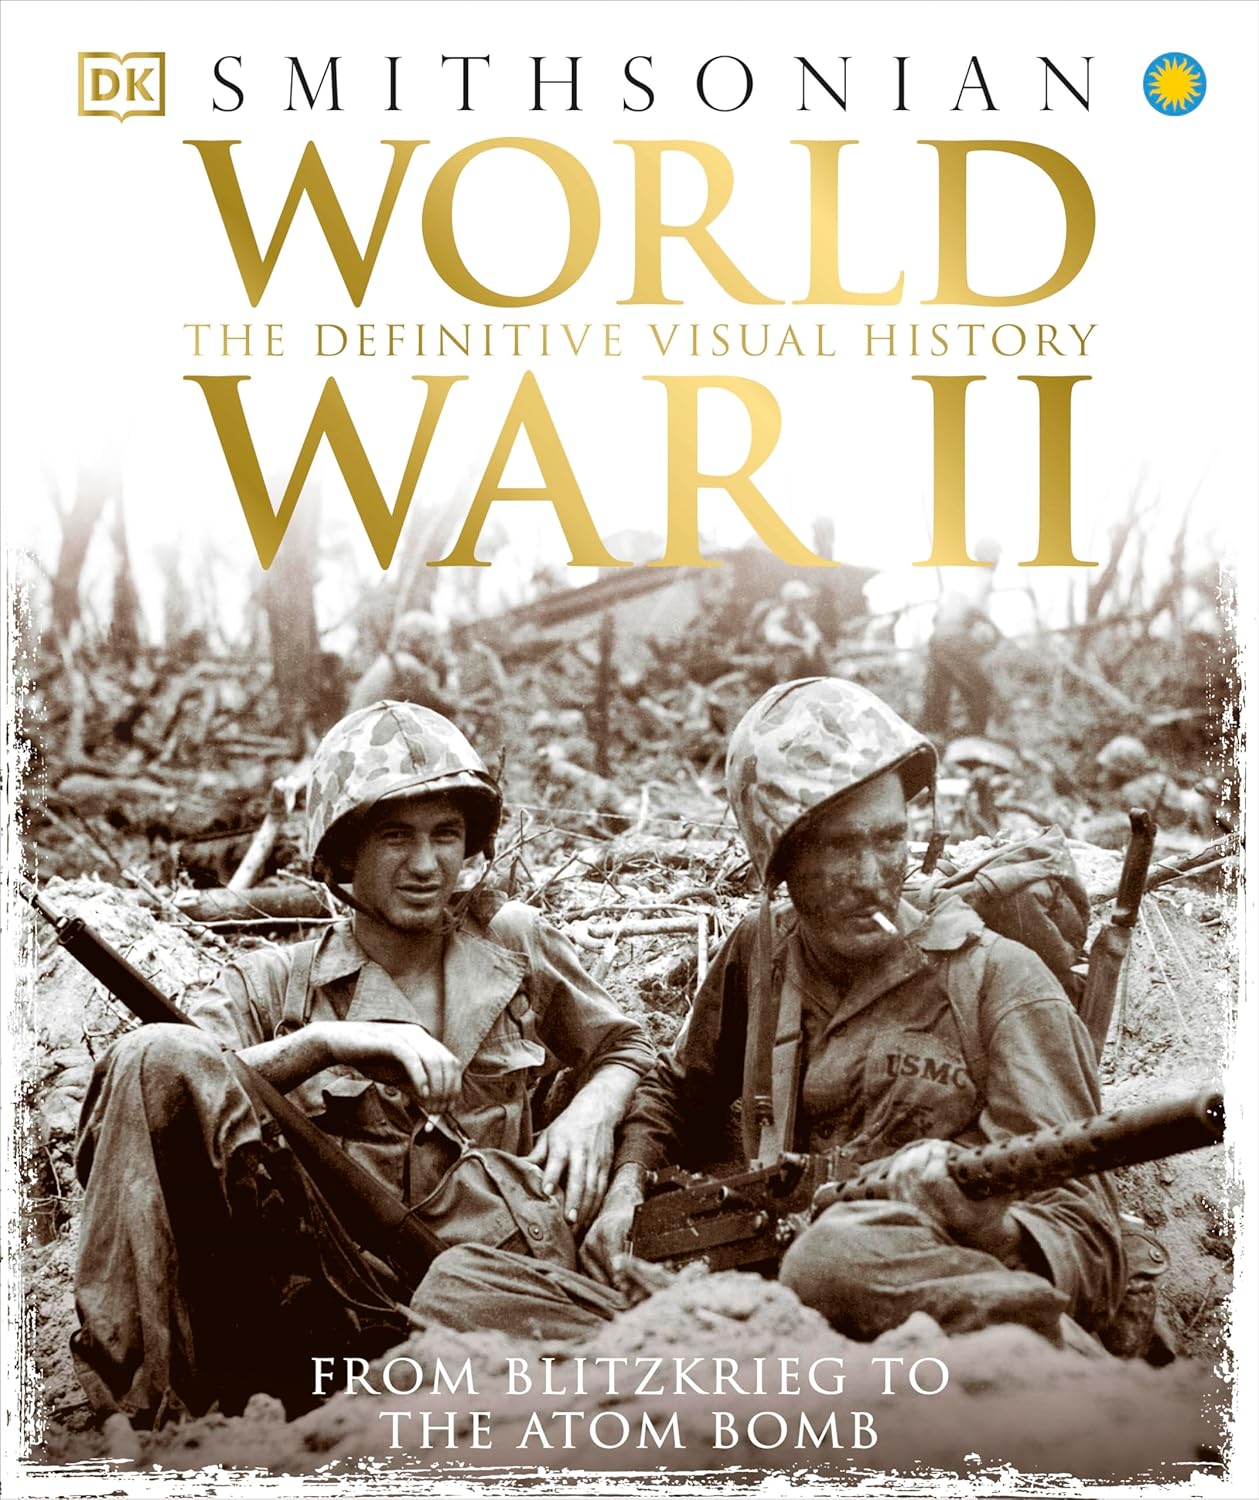 DK SMITHSONIAN
WORLD
THE DEFINITIVE VISUAL HISTORY
WAR II
USMC
FROM BLITZKRIEG TO
THE ATOM BOMB